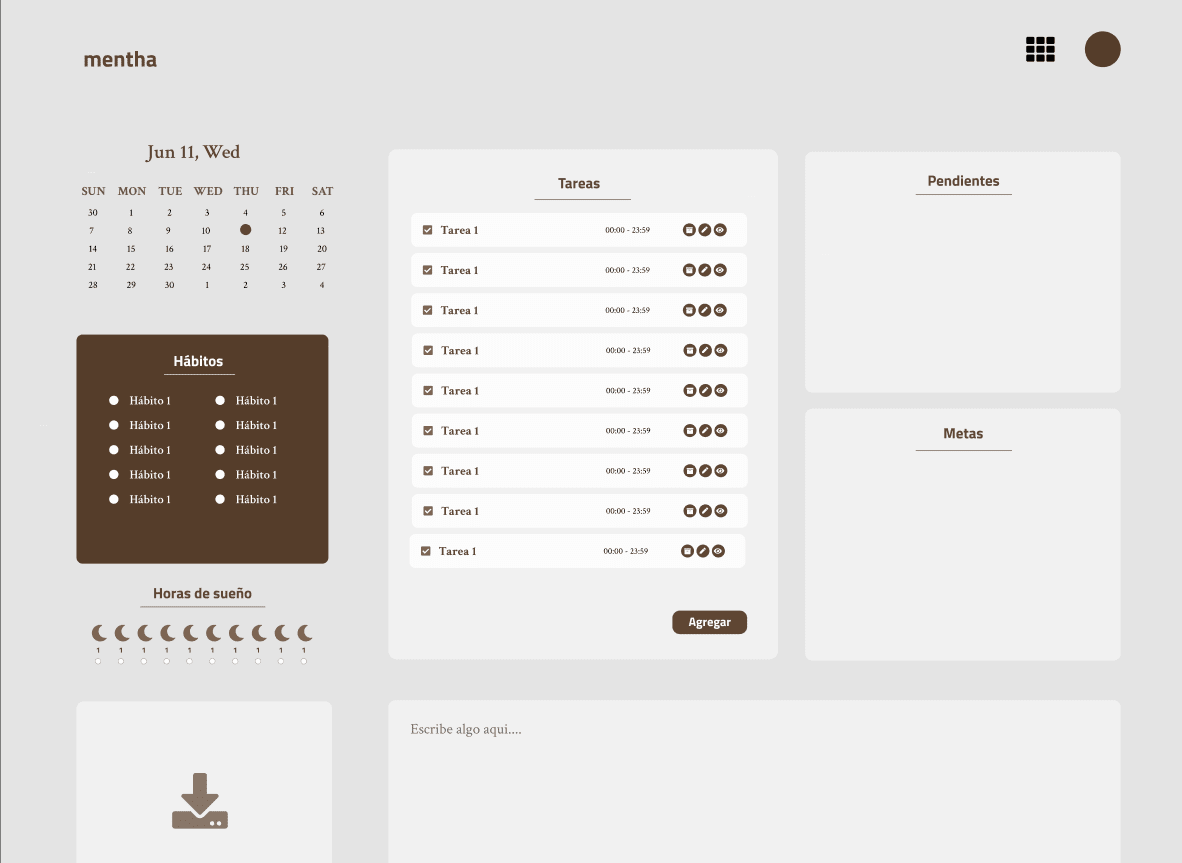 mentha
Jun 11, Wed
SUN MON TUE WED THU FRI SAT
30 1 2 3 4 5 6
7 8 9 10 12 13
14 15 16 17 18 19 20
21 22 23 24 25 26 27
28 29 30 1 2 3 4
Hábitos
Hábito 1 Hábito 1
Hábito 1 Hábito 1
Hábito 1 Hábito 1
Hábito 1 Hábito 1
Hábito 1 Hábito 1
Horas de sueño
1 1 1 1 1 1 1 1 1 1
Tareas
Tarea 1 00:00 - 23:59
Tarea 1 00:00 - 23:59
Tarea 1 00:00 - 23:59
Tarea 1 00:00 - 23:59
Tarea 1 00:00 - 23:59
Tarea 1 00:00 - 23:59
Tarea 1 00:00 - 23:59
Tarea 1 00:00 - 23:59
Tarea 1 00:00 - 23:59
Agregar
Pendientes
Metas
Escribe algo aqui....